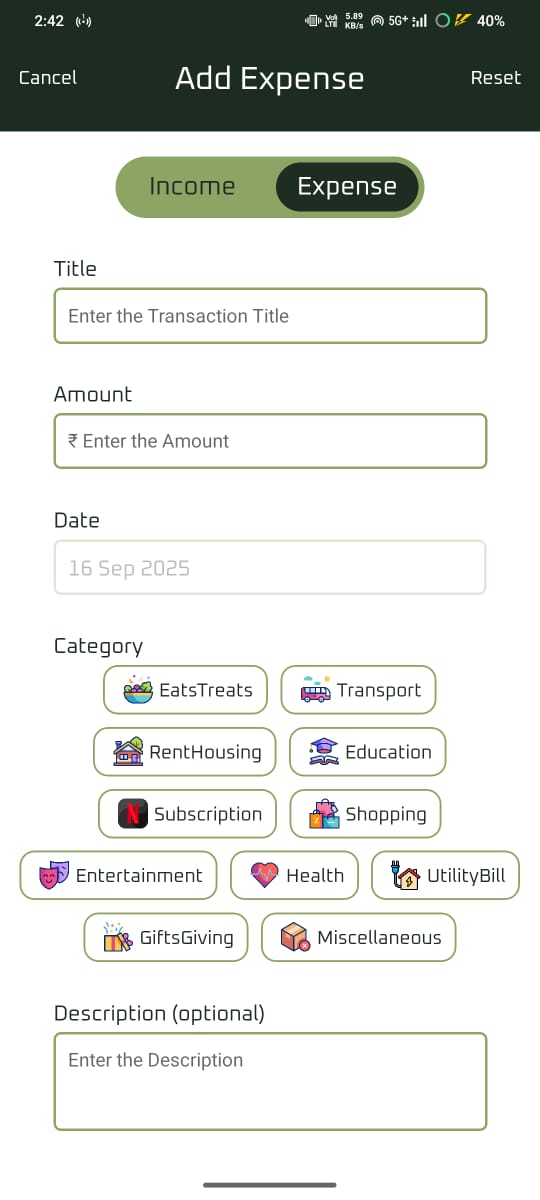 2:42 Vo) LTE 5.89 KB/s 5G+ 40%
Cancel Add Expense Reset
Income Expense
Title
Enter the Transaction Title
Amount
₹ Enter the Amount
Date
16 Sep 2025
Category
EatsTreats Transport
RentHousing Education
N Subscription Shopping
Entertainment Health UtilityBill
GiftsGiving Miscellaneous
Description (optional)
Enter the Description